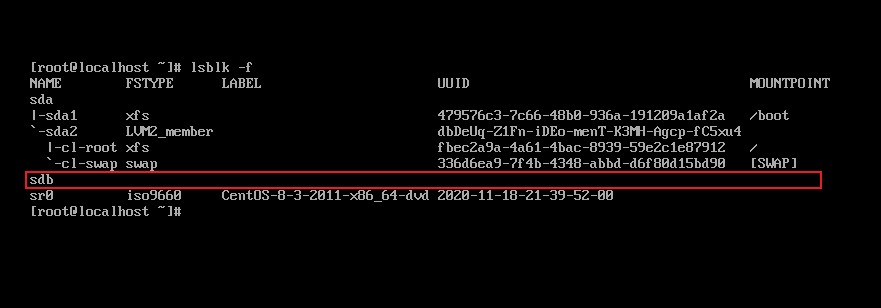 [root@localhost ~]# lsblk -f
NAME FSTYPE LABEL UUID MOUNTPOINT
sda
|-sda1 xfs 479576c3-7c66-48b0-936a-191209a1af2a /boot
`-sda2 LVM2_member dbDeUq-Z1Fn-iDEo-menT-K3MH-Agcp-fC5xu4
|-cl-root xfs fbec2a9a-4a61-4bac-8939-59e2c1e87912 /
`-cl-swap swap 336d6ea9-7f4b-4348-abbd-d6f80d15bd90 [SWAP]
sdb
sr0 iso9660 CentOS-8-3-2011-x86_64-dvd 2020-11-18-21-39-52-00
[root@localhost ~]#